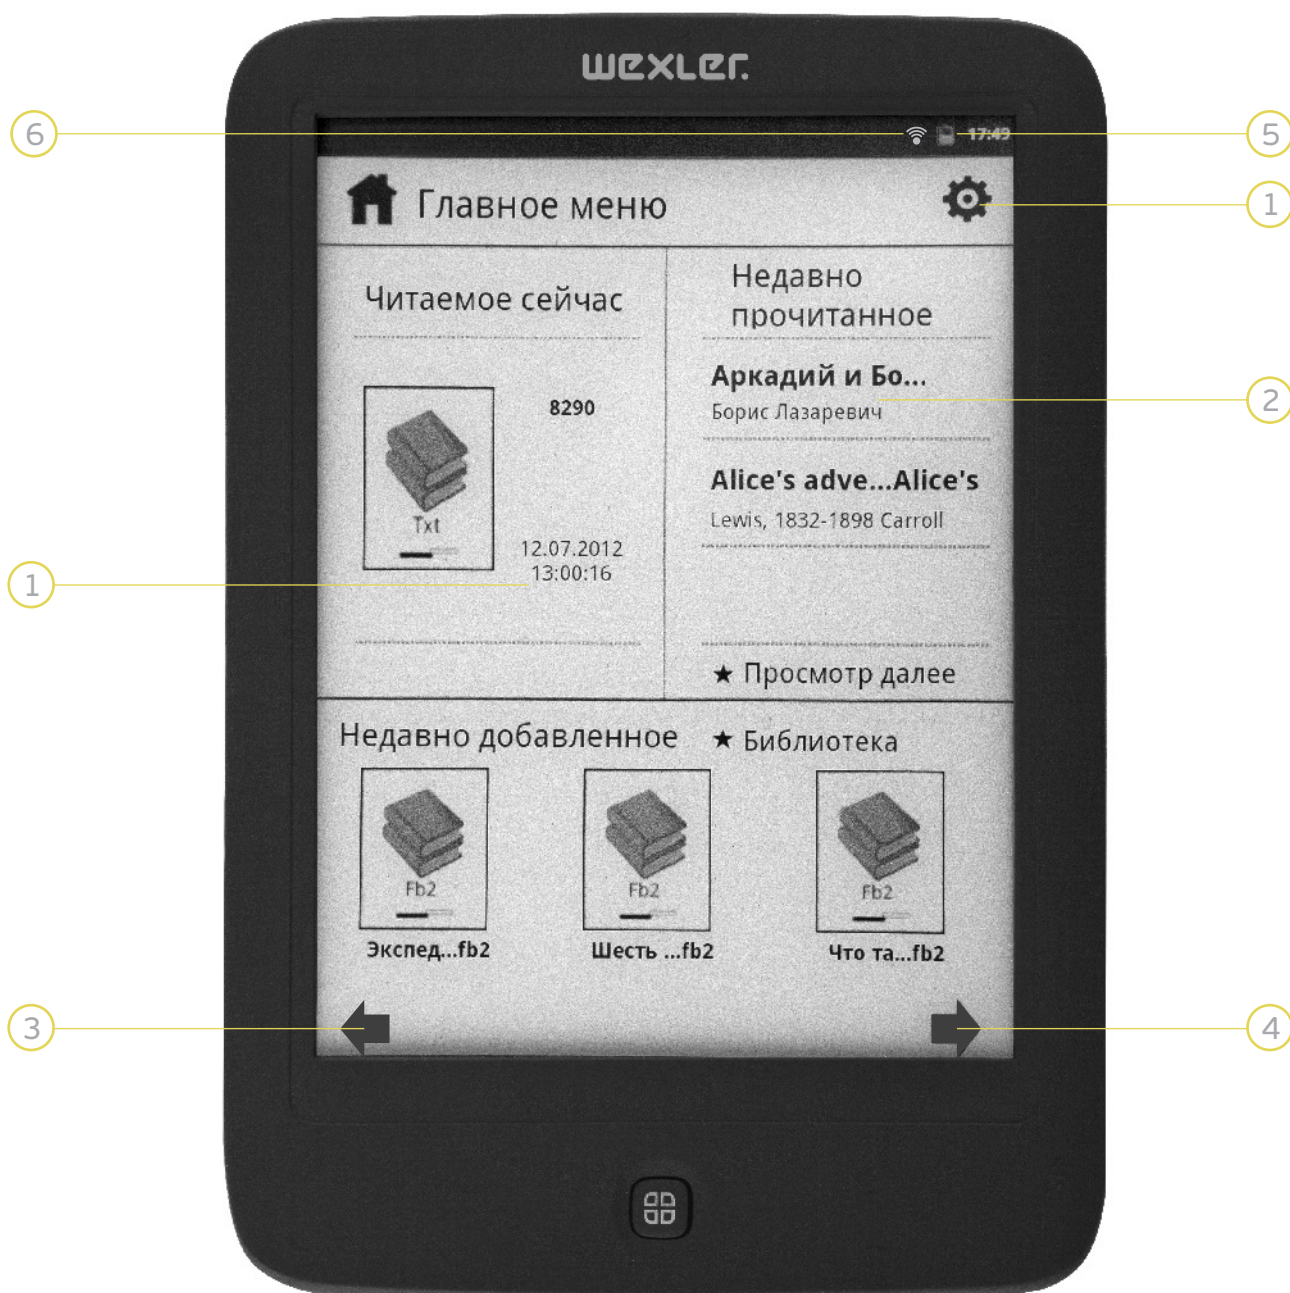 wexler.
6
17:49
5
Главное меню
1
Читаемое сейчас
Недавно
прочитанное
Аркадий и Бо...
Борис Лазаревич
2
8290
Txt
Alice's adve...Alice's
Lewis, 1832-1898 Carroll
12.07.2012
13:00:16
1
★ Просмотр далее
Недавно добавленное
★ Библиотека
Fb2
Fb2
Fb2
Экспед...fb2
Шесть ...fb2
Что та...fb2
3
4